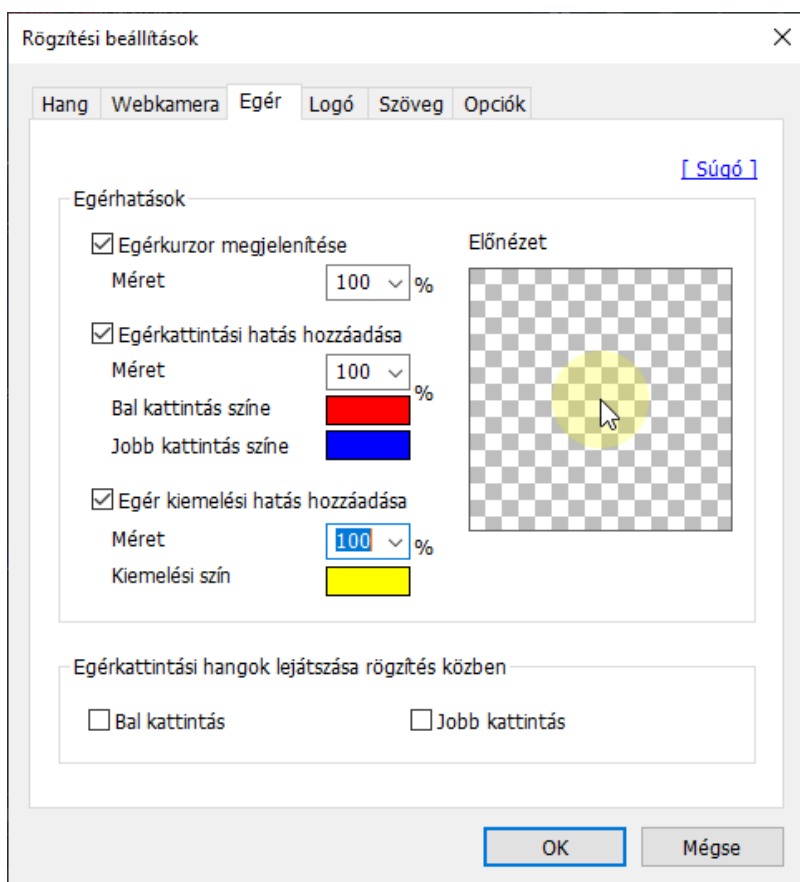 Rögzítési beállítások
Hang Webkamera Egér Logó Szöveg Opciók
[ Súgó ]
Egérhatások
Egérkurzor megjelenítése
Méret 100 %
Előnézet
Egérkattintási hatás hozzáadása
Méret 100 %
Bal kattintás színe
Jobb kattintás színe
Egér kiemelési hatás hozzáadása
Méret 100 %
Kiemelési szín
Egérkattintási hangok lejátszása rögzítés közben
Bal kattintás Jobb kattintás
OK Mégse